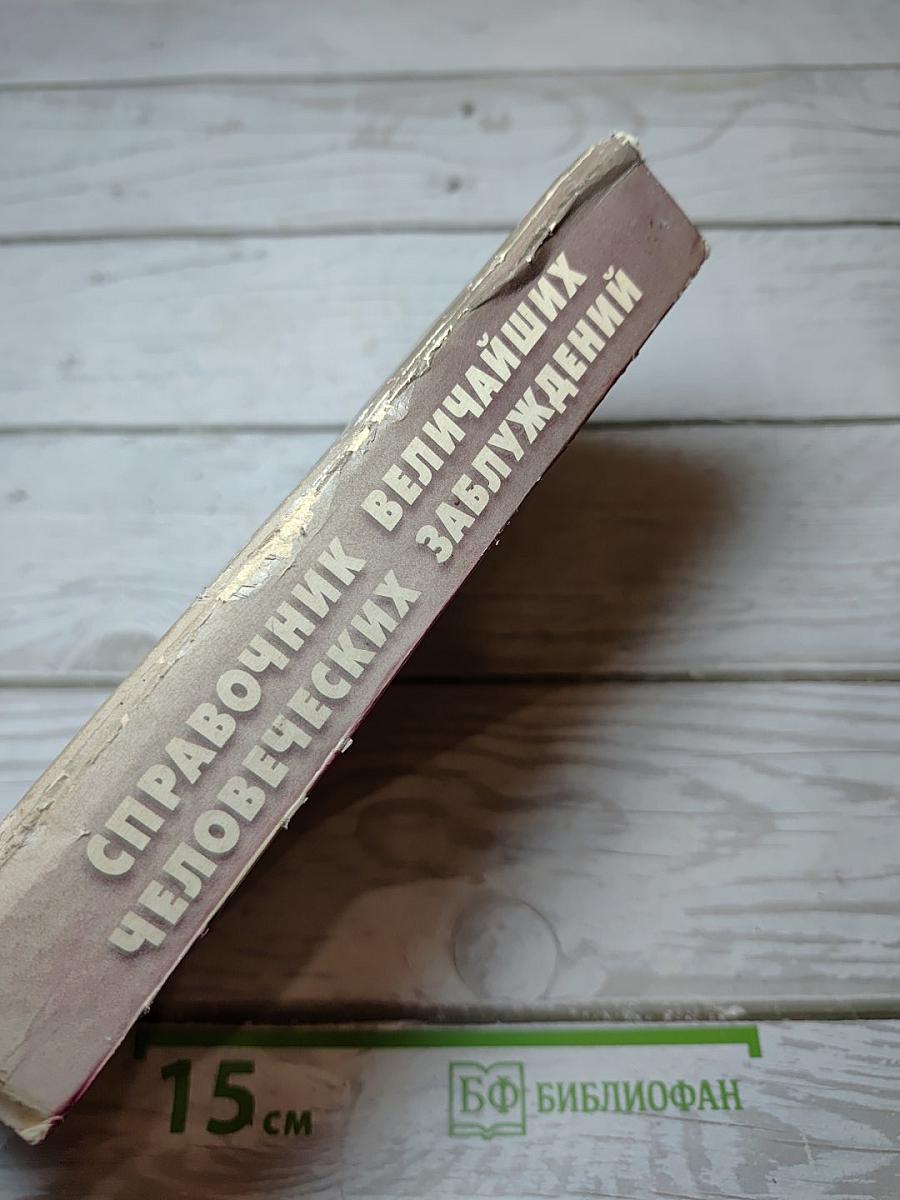 СПРАВОЧНИК ВЕЛИЧАЙШИХ
ЧЕЛОВЕЧЕСКИХ ЗАБЛУЖДЕНИЙ
15 см
БФ БИБЛИОФАН